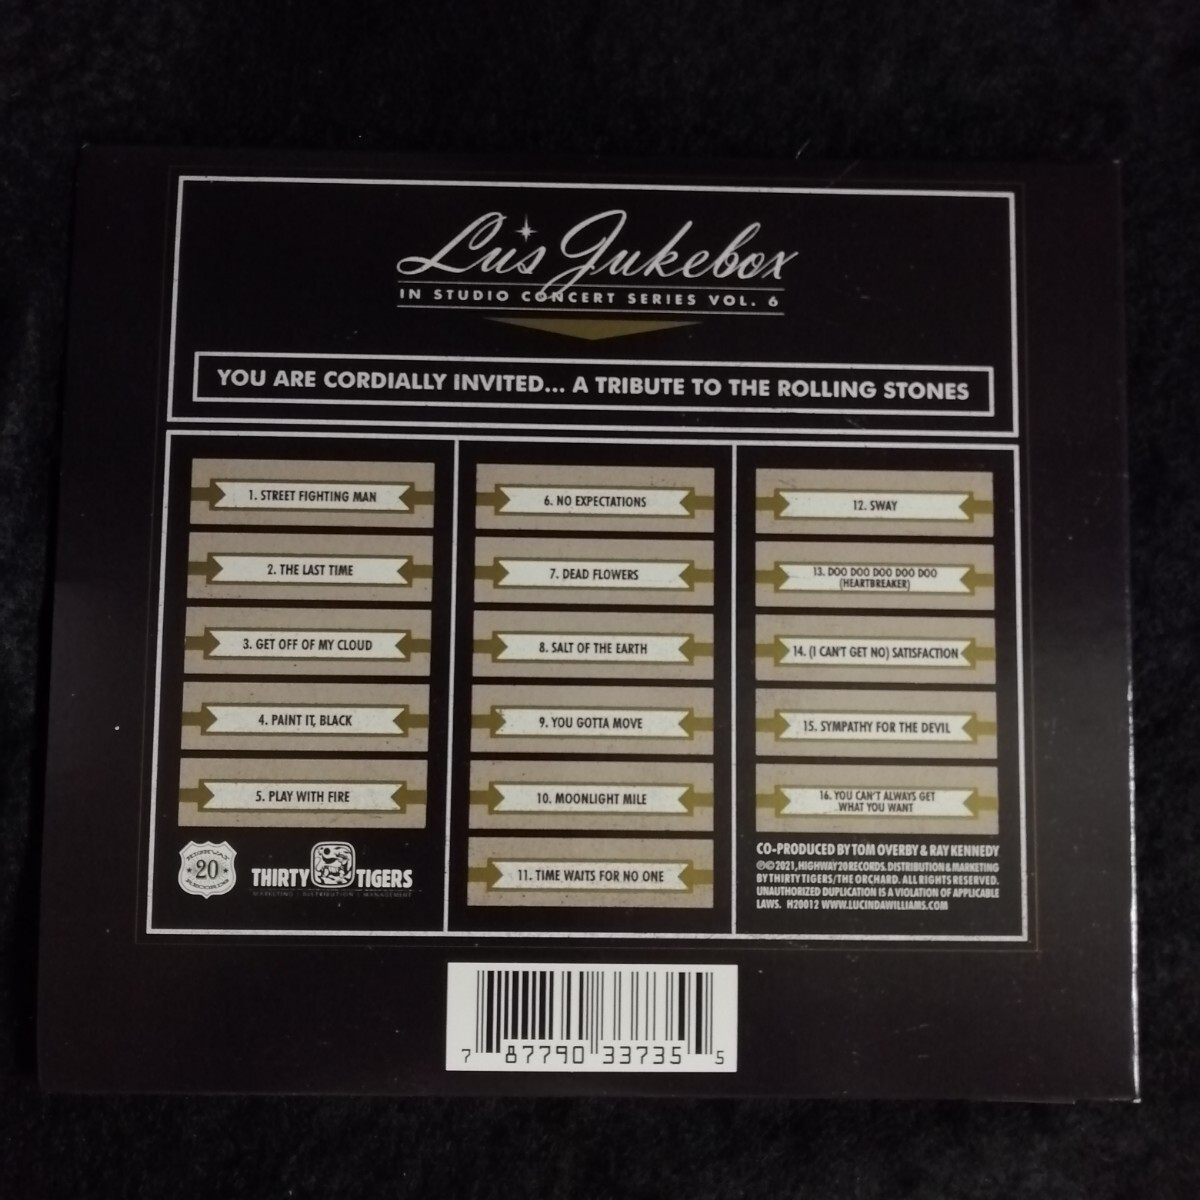 Lu's Jukebox
IN STUDIO CONCERT SERIES VOL. 6
YOU ARE CORDIALLY INVITED... A TRIBUTE TO THE ROLLING STONES
1. STREET FIGHTING MAN
2. THE LAST TIME
3. GET OFF OF MY CLOUD
4. PAINT IT, BLACK
5. PLAY WITH FIRE
HIGHWAY
20
RECORDS
THIRTY TIGERS
MARKETING | DISTRIBUTION | MANAGEMENT
6. NO EXPECTATIONS
7. DEAD FLOWERS
8. SALT OF THE EARTH
9. YOU GOTTA MOVE
10. MOONLIGHT MILE
11. TIME WAITS FOR NO ONE
12. SWAY
13. DOO DOO DOO DOO DOO
(HEARTBREAKER)
14. (I CAN'T GET NO) SATISFACTION
15. SYMPATHY FOR THE DEVIL
16. YOU CAN'T ALWAYS GET
WHAT YOU WANT
CO-PRODUCED BY TOM OVERBY & RAY KENNEDY
℗© 2021, HIGHWAY 20 RECORDS. DISTRIBUTION & MARKETING
BY THIRTY TIGERS/THE ORCHARD. ALL RIGHTS RESERVED.
UNAUTHORIZED DUPLICATION IS A VIOLATION OF APPLICABLE
LAWS. H20012 WWW.LUCINDAWILLIAMS.COM
7 87790 33735 5